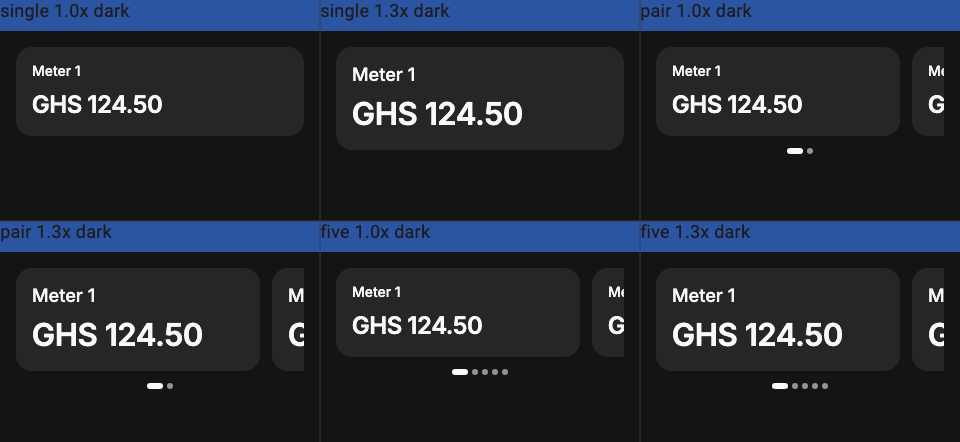 single 1.0x dark
Meter 1
GHS 124.50
single 1.3x dark
Meter 1
GHS 124.50
pair 1.0x dark
Meter 1
GHS 124.50
pair 1.3x dark
Meter 1
GHS 124.50
five 1.0x dark
Meter 1
GHS 124.50
five 1.3x dark
Meter 1
GHS 124.50